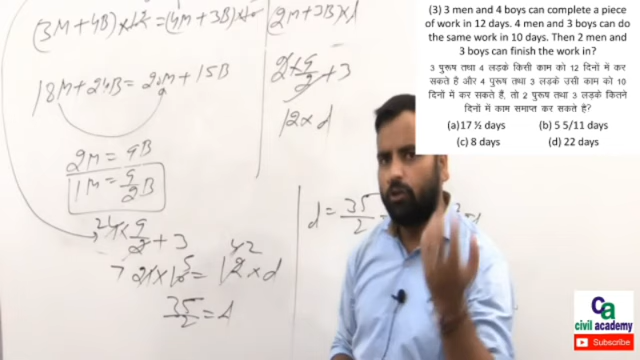 (3M+4B)×12=(4M+3B)×10
(2M+3B)×d
18M+24B=20M+15B
2M=9B
1M=9/2B
2×9/2+3
12×d
4×9/2+3
21×10=12×d
35/2=d
d=35/2
(3) 3 men and 4 boys can complete a piece
of work in 12 days. 4 men and 3 boys can do
the same work in 10 days. Then 2 men and
3 boys can finish the work in?
3 पुरूष तथा 4 लड़के किसी काम को 12 दिनों में कर
सकते है और 4 पुरूष तथा 3 लड़के उसी काम को 10
दिनों में कर सकते हैं, तो 2 पुरूष तथा 3 लड़के कितने
दिनों में काम समाप्त कर सकते है?
(a)17 ½ days
(b) 5 5/11 days
(c) 8 days
(d) 22 days
ca
civil academy
Subscribe